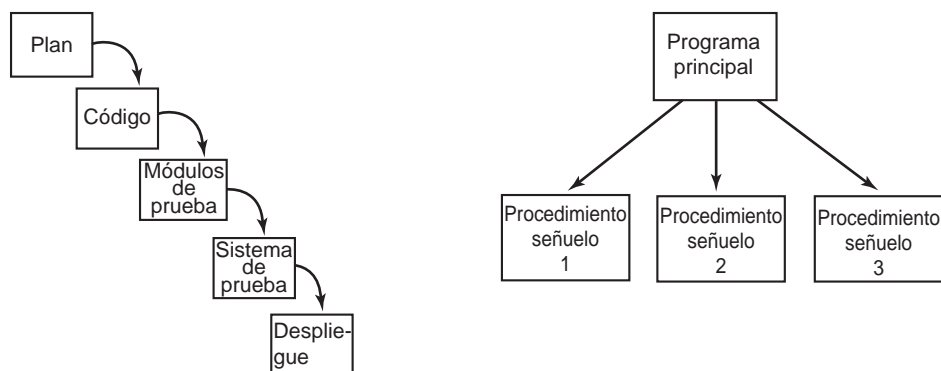 Plan
Código
Módulos
de
prueba
Sistema
de
prueba
Desplie-
gue
Programa
principal
Procedimiento
señuelo
1
Procedimiento
señuelo
2
Procedimiento
señuelo
3